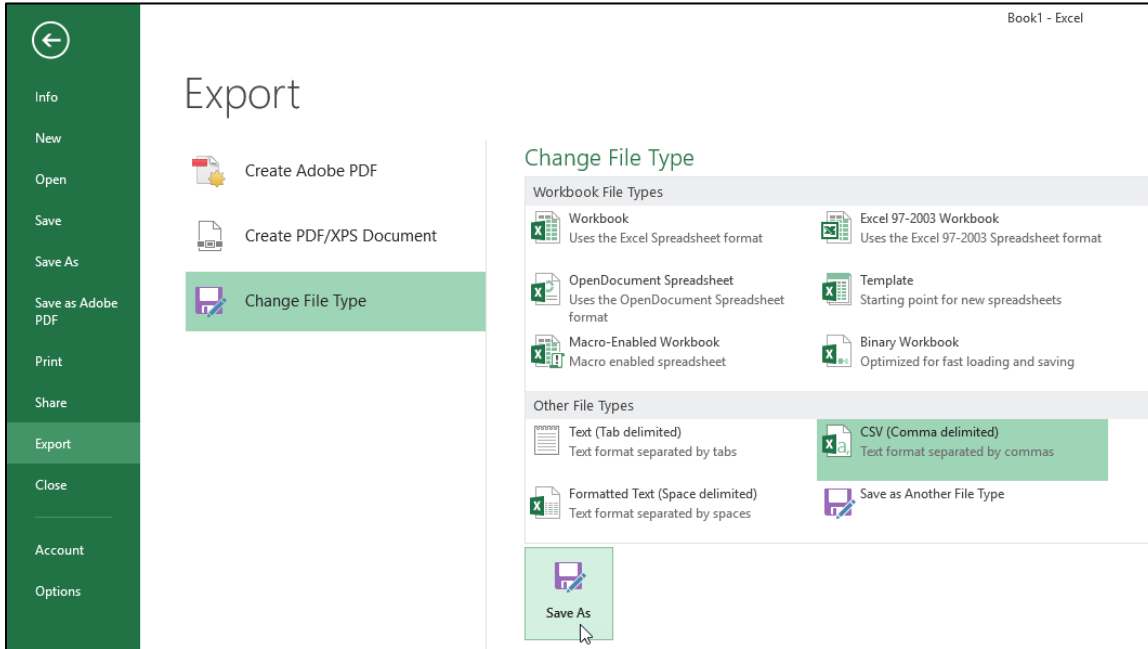 Book1 - Excel
Info
New
Open
Save
Save As
Save as Adobe
PDF
Print
Share
Export
Close
Account
Options
Export
Create Adobe PDF
Create PDF/XPS Document
Change File Type
Change File Type
Workbook File Types
Workbook
Uses the Excel Spreadsheet format
Excel 97-2003 Workbook
Uses the Excel 97-2003 Spreadsheet format
OpenDocument Spreadsheet
Uses the OpenDocument Spreadsheet
format
Template
Starting point for new spreadsheets
Macro-Enabled Workbook
Macro enabled spreadsheet
Binary Workbook
Optimized for fast loading and saving
Other File Types
Text (Tab delimited)
Text format separated by tabs
CSV (Comma delimited)
Text format separated by commas
Formatted Text (Space delimited)
Text format separated by spaces
Save as Another File Type
Save As